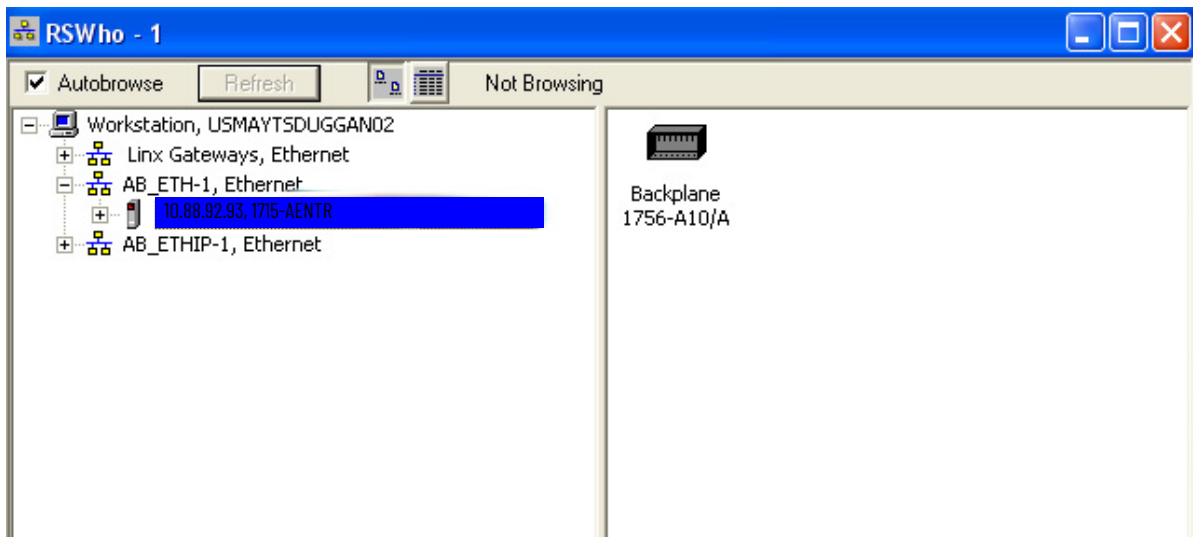 RSWho - 1
Autobrowse Refresh Not Browsing
Workstation, USMAYTSDUGGAN02
Linx Gateways, Ethernet
AB_ETH-1, Ethernet
10.88.92.93, 1715-AENTR
AB_ETHIP-1, Ethernet
Backplane
1756-A10/A